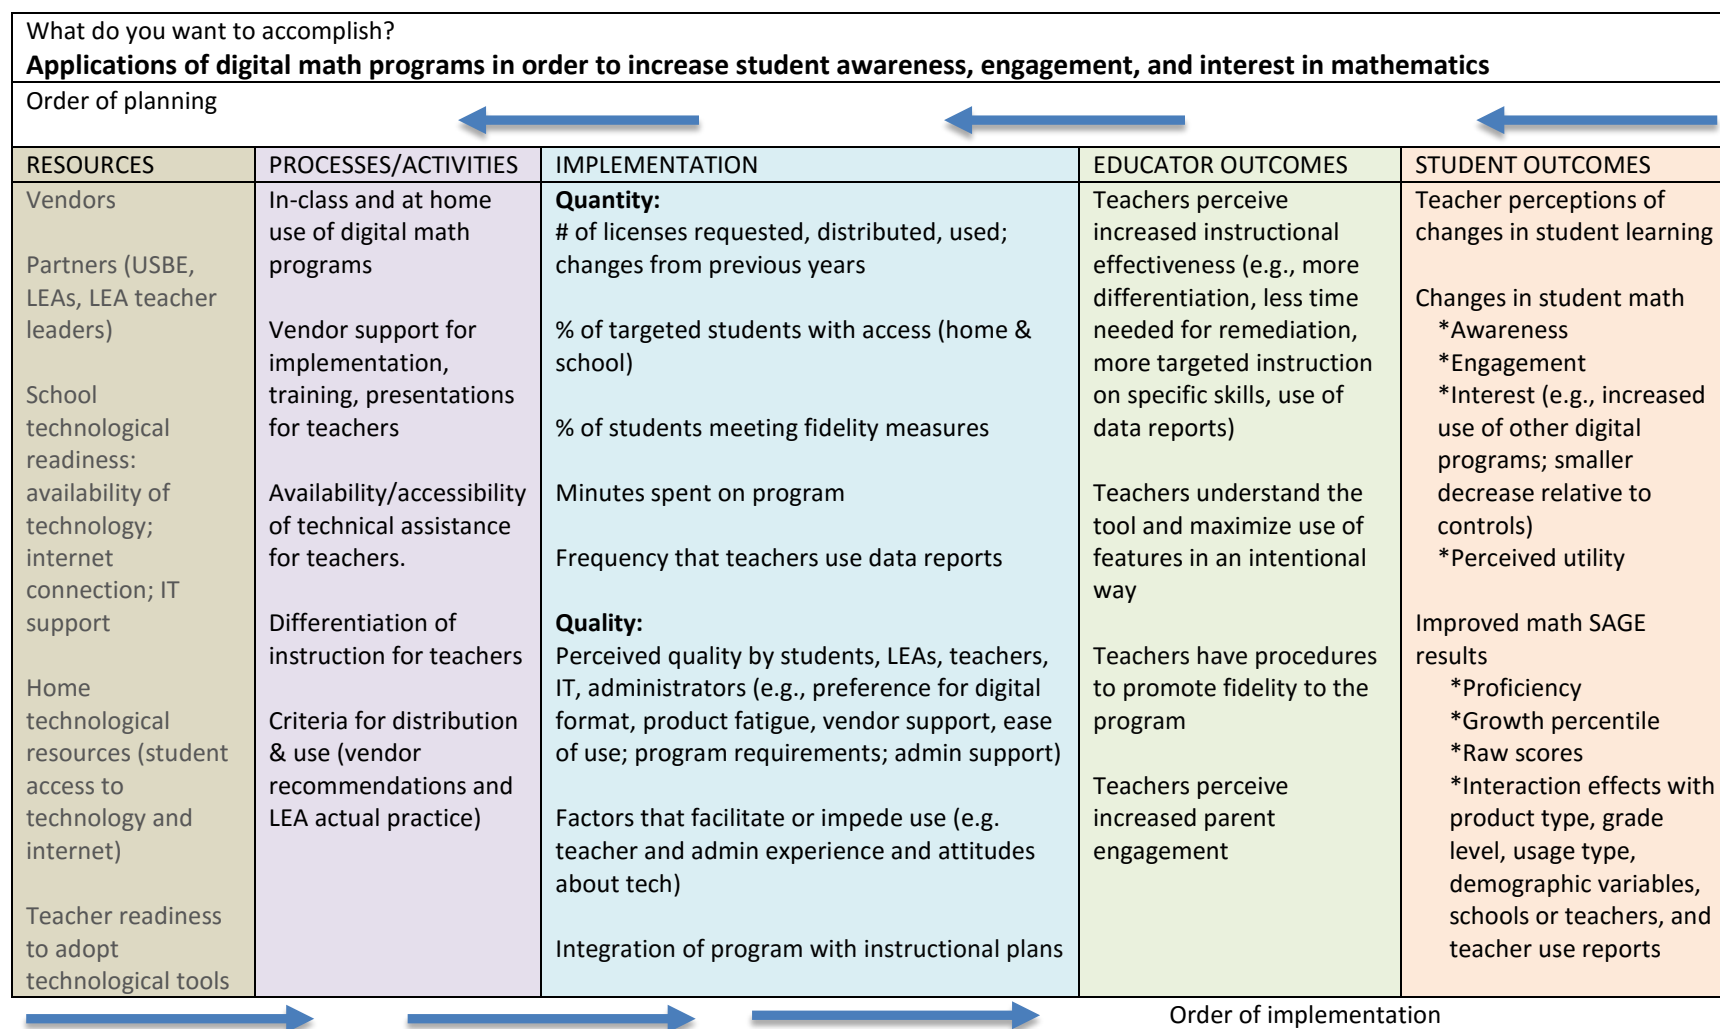 What do you want to accomplish?
Applications of digital math programs in order to increase student awareness, engagement, and interest in mathematics
Order of planning
RESOURCES
Vendors
Partners (USBE,
LEAs, LEA teacher
leaders)
School
technological
readiness:
availability of
technology;
internet
connection; IT
support
Home
technological
resources (student
access to
technology and
internet)
Teacher readiness
to adopt
technological tools
PROCESSES/ACTIVITIES
In-class and at home
use of digital math
programs
Vendor support for
implementation,
training, presentations
for teachers
Availability/accessibility
of technical assistance
for teachers.
Differentiation of
instruction for teachers
Criteria for distribution
& use (vendor
recommendations and
LEA actual practice)
IMPLEMENTATION
Quantity:
# of licenses requested, distributed, used;
changes from previous years
% of targeted students with access (home &
school)
% of students meeting fidelity measures
Minutes spent on program
Frequency that teachers use data reports
Quality:
Perceived quality by students, LEAs, teachers,
IT, administrators (e.g., preference for digital
format, product fatigue, vendor support, ease
of use; program requirements; admin support)
Factors that facilitate or impede use (e.g.
teacher and admin experience and attitudes
about tech)
Integration of program with instructional plans
EDUCATOR OUTCOMES
Teachers perceive
increased instructional
effectiveness (e.g., more
differentiation, less time
needed for remediation,
more targeted instruction
on specific skills, use of
data reports)
Teachers understand the
tool and maximize use of
features in an intentional
way
Teachers have procedures
to promote fidelity to the
program
Teachers perceive
increased parent
engagement
STUDENT OUTCOMES
Teacher perceptions of
changes in student learning
Changes in student math
*Awareness
*Engagement
*Interest (e.g., increased
use of other digital
programs; smaller
decrease relative to
controls)
*Perceived utility
Improved math SAGE
results
*Proficiency
*Growth percentile
*Raw scores
*Interaction effects with
product type, grade
level, usage type,
demographic variables,
schools or teachers, and
teacher use reports
Order of implementation